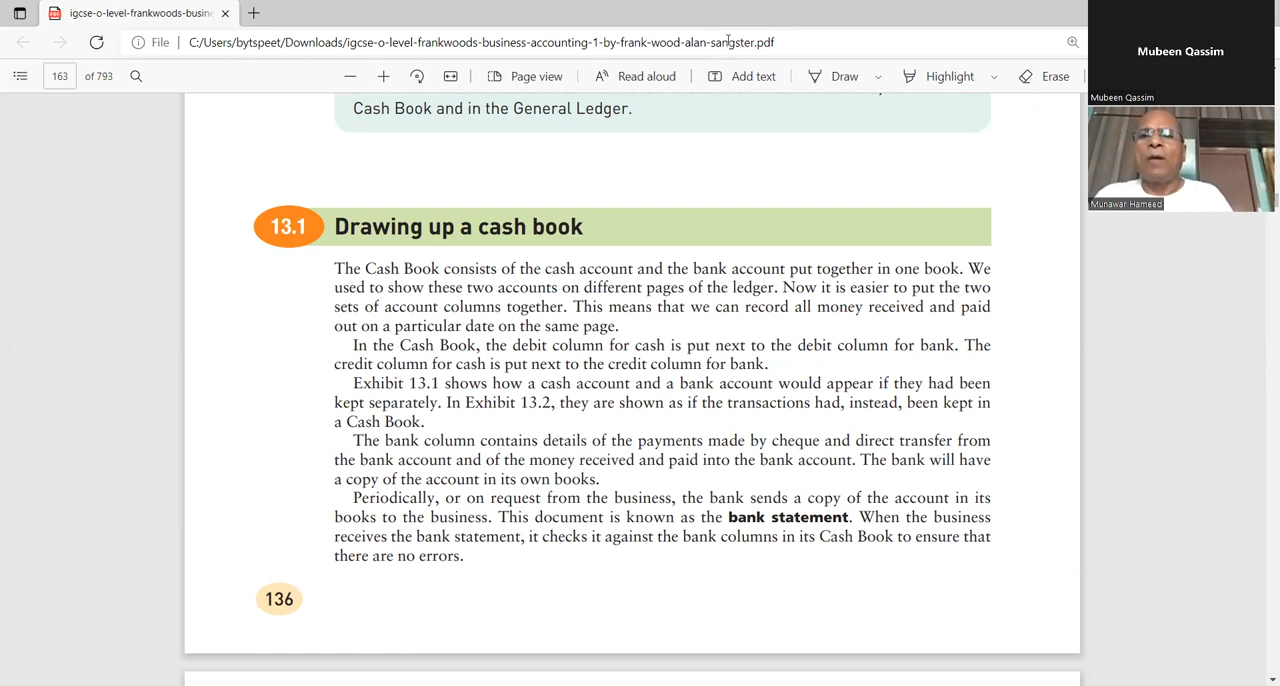 igcse-o-level-frankwoods-busine
File
C:/Users/bytspeet/Downloads/igcse-o-level-frankwoods-business-accounting-1-by-frank-wood-alan-sangster.pdf
163 of 793
Page view
Read aloud
Add text
Draw
Highlight
Erase
Mubeen Qassim
Mubeen Qassim
Munawar Hameed
Cash Book and in the General Ledger.
13.1 Drawing up a cash book
The Cash Book consists of the cash account and the bank account put together in one book. We
used to show these two accounts on different pages of the ledger. Now it is easier to put the two
sets of account columns together. This means that we can record all money received and paid
out on a particular date on the same page.
In the Cash Book, the debit column for cash is put next to the debit column for bank. The
credit column for cash is put next to the credit column for bank.
Exhibit 13.1 shows how a cash account and a bank account would appear if they had been
kept separately. In Exhibit 13.2, they are shown as if the transactions had, instead, been kept in
a Cash Book.
The bank column contains details of the payments made by cheque and direct transfer from
the bank account and of the money received and paid into the bank account. The bank will have
a copy of the account in its own books.
Periodically, or on request from the business, the bank sends a copy of the account in its
books to the business. This document is known as the bank statement. When the business
receives the bank statement, it checks it against the bank columns in its Cash Book to ensure that
there are no errors.
136